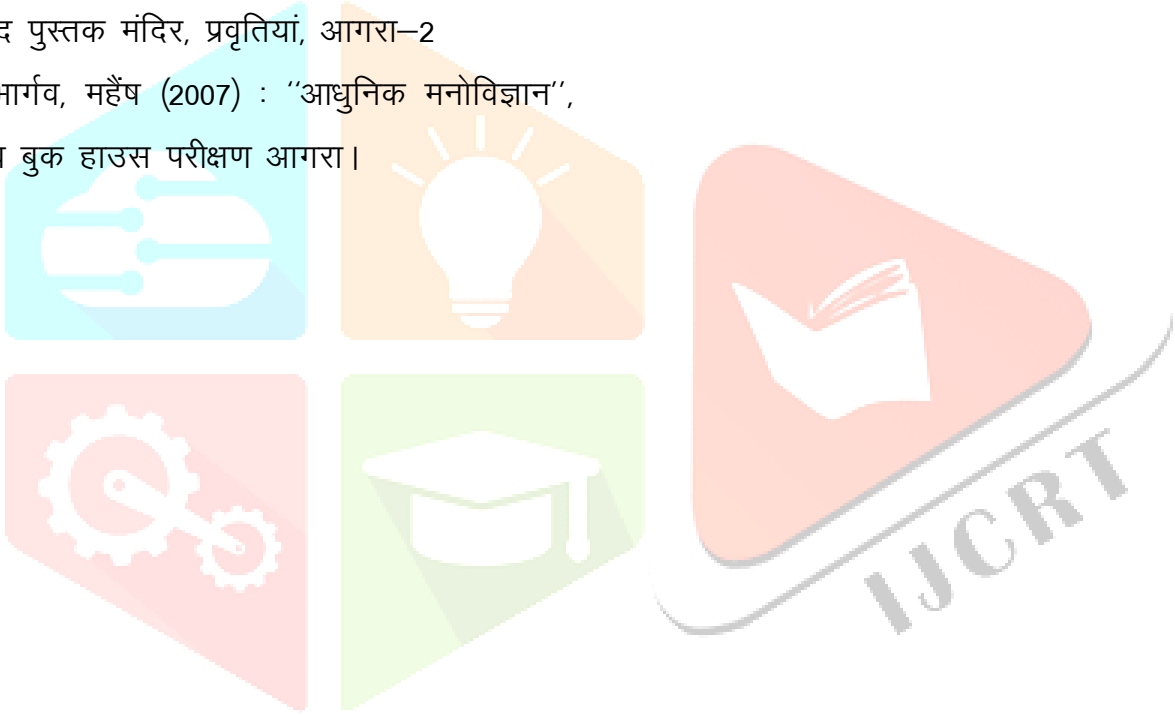 द पुस्तक मंदिर, प्रवृतियां, आगरा–2
भार्गव, महैंष (2007) : ‘‘आधुनिक मनोविज्ञान’’,
बुक हाउस परीक्षण आगरा।
IJCRT